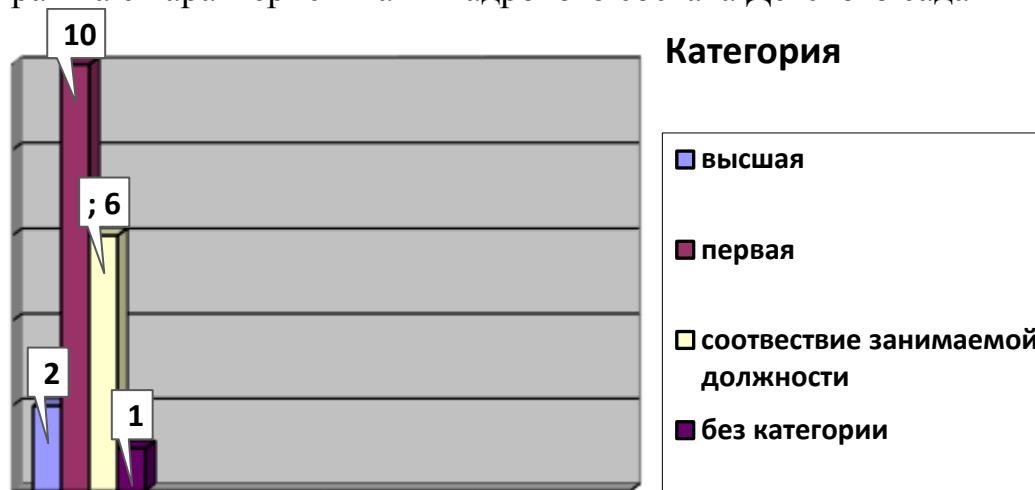 10
Категория
; 6
2
1
высшая
первая
соотвествие занимаемой
должности
без категории